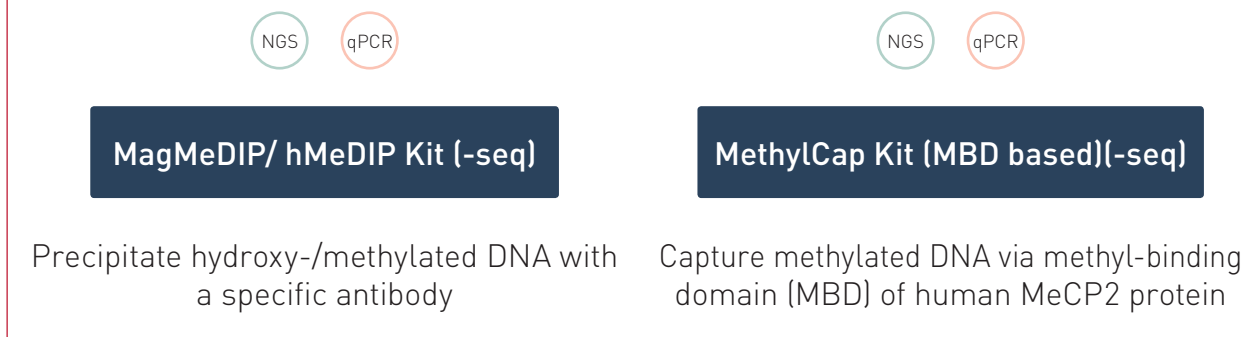 NGS
qPCR
MagMeDIP/ hMeDIP Kit (-seq)
Precipitate hydroxy-/methylated DNA with
a specific antibody
NGS
qPCR
MethylCap Kit (MBD based)(-seq)
Capture methylated DNA via methyl-binding
domain (MBD) of human MeCP2 protein